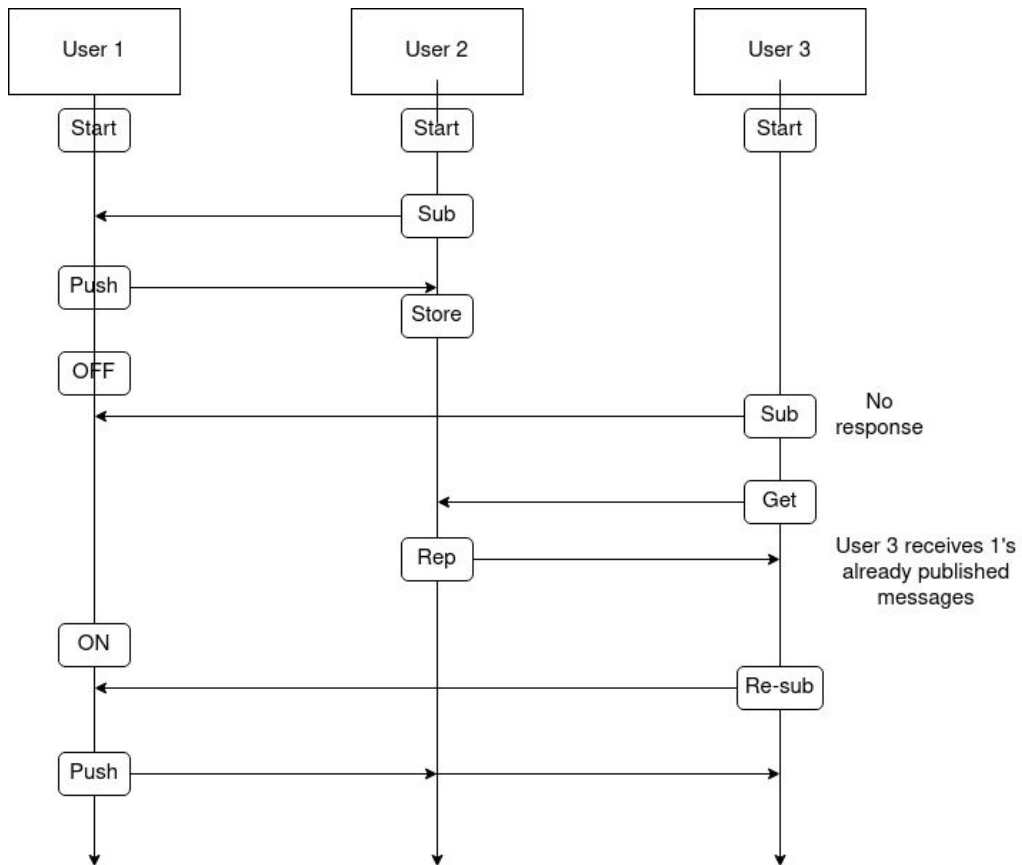 User 1
User 2
User 3
Start
Start
Start
Sub
Push
Store
OFF
Sub
No
response
Get
Rep
User 3 receives 1's
already published
messages
ON
Re-sub
Push